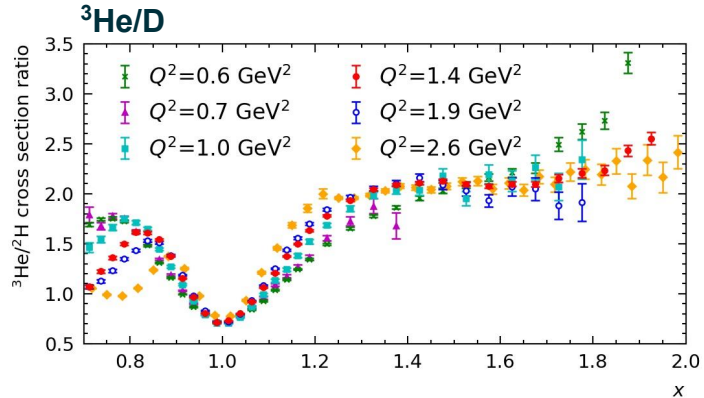 ³He/D
³He/²H cross section ratio
3.5
3.0
2.5
2.0
1.5
1.0
0.5
Q²=0.6 GeV²
Q²=0.7 GeV²
Q²=1.0 GeV²
Q²=1.4 GeV²
Q²=1.9 GeV²
Q²=2.6 GeV²
0.8 1.0 1.2 1.4 1.6 1.8 2.0
x